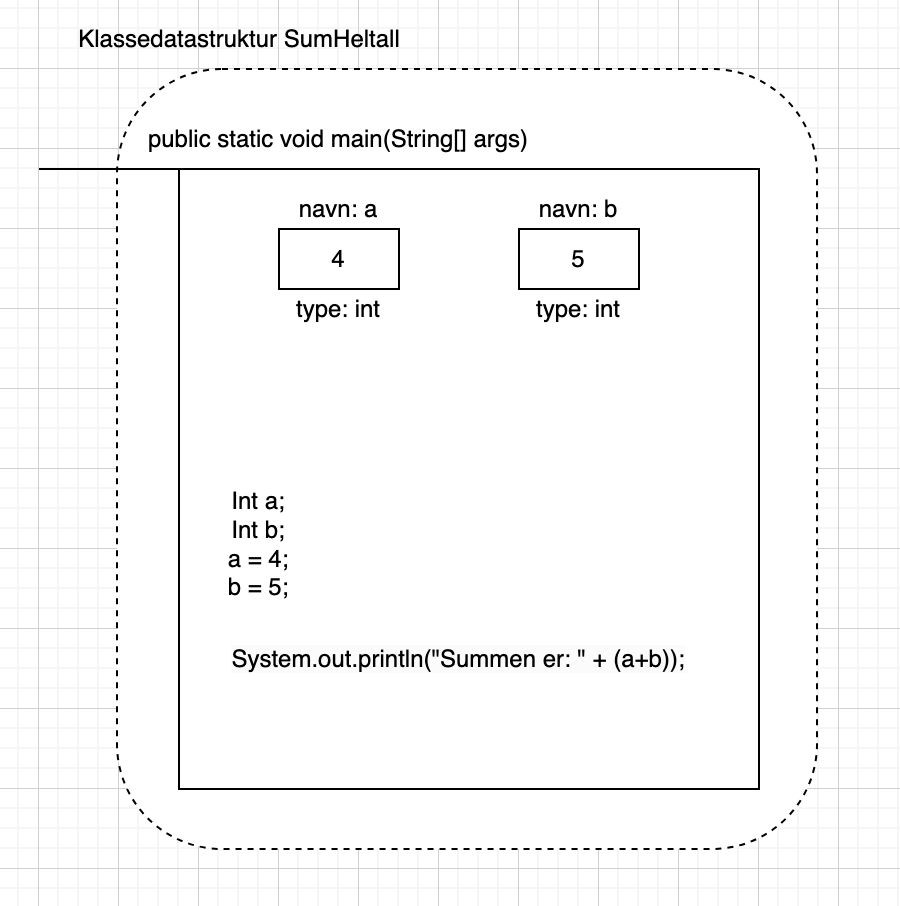 Klassedatastruktur SumHeltall
public static void main(String[] args)
navn: a
navn: b
4
5
type: int
type: int
Int a;
Int b;
a = 4;
b = 5;
System.out.println("Summen er: " + (a+b));